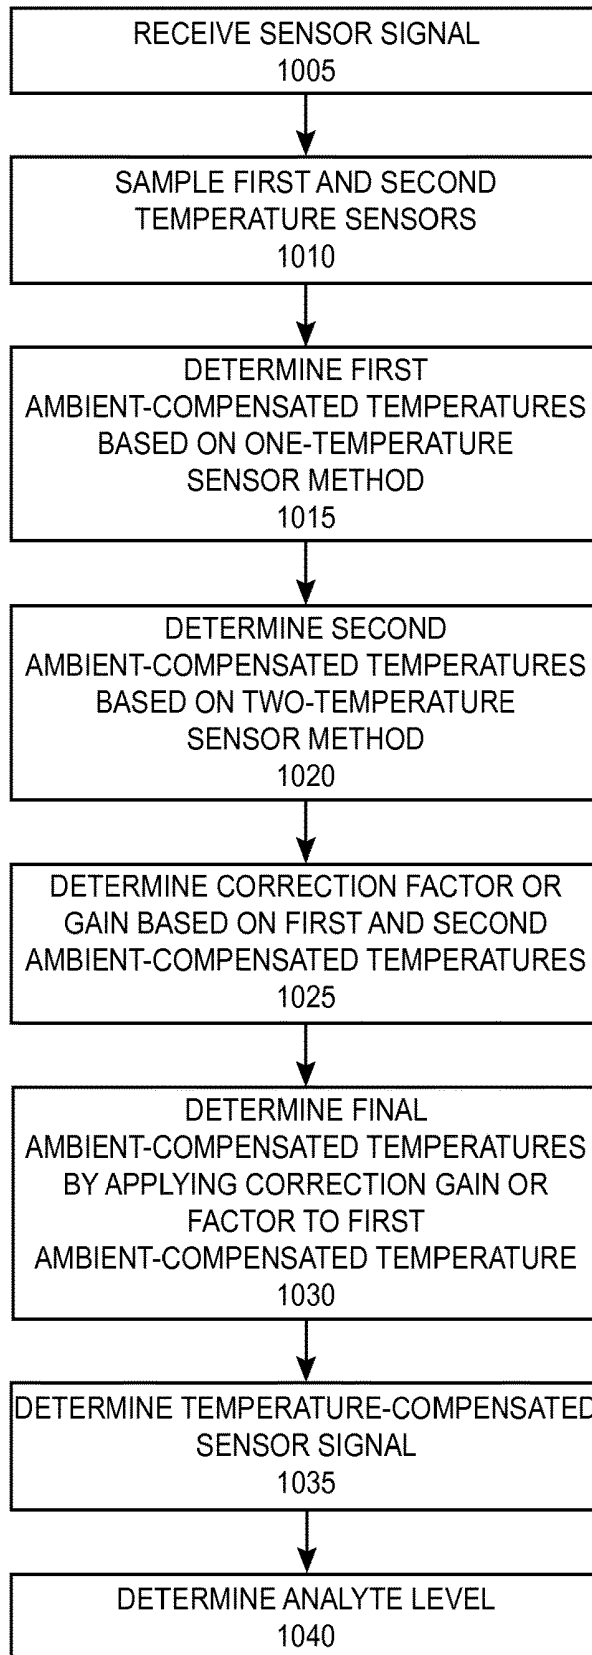 RECEIVE SENSOR SIGNAL
1005
SAMPLE FIRST AND SECOND
TEMPERATURE SENSORS
1010
DETERMINE FIRST
AMBIENT-COMPENSATED TEMPERATURES
BASED ON ONE-TEMPERATURE
SENSOR METHOD
1015
DETERMINE SECOND
AMBIENT-COMPENSATED TEMPERATURES
BASED ON TWO-TEMPERATURE
SENSOR METHOD
1020
DETERMINE CORRECTION FACTOR OR
GAIN BASED ON FIRST AND SECOND
AMBIENT-COMPENSATED TEMPERATURES
1025
DETERMINE FINAL
AMBIENT-COMPENSATED TEMPERATURES
BY APPLYING CORRECTION GAIN OR
FACTOR TO FIRST
AMBIENT-COMPENSATED TEMPERATURE
1030
DETERMINE TEMPERATURE-COMPENSATED
SENSOR SIGNAL
1035
DETERMINE ANALYTE LEVEL
1040